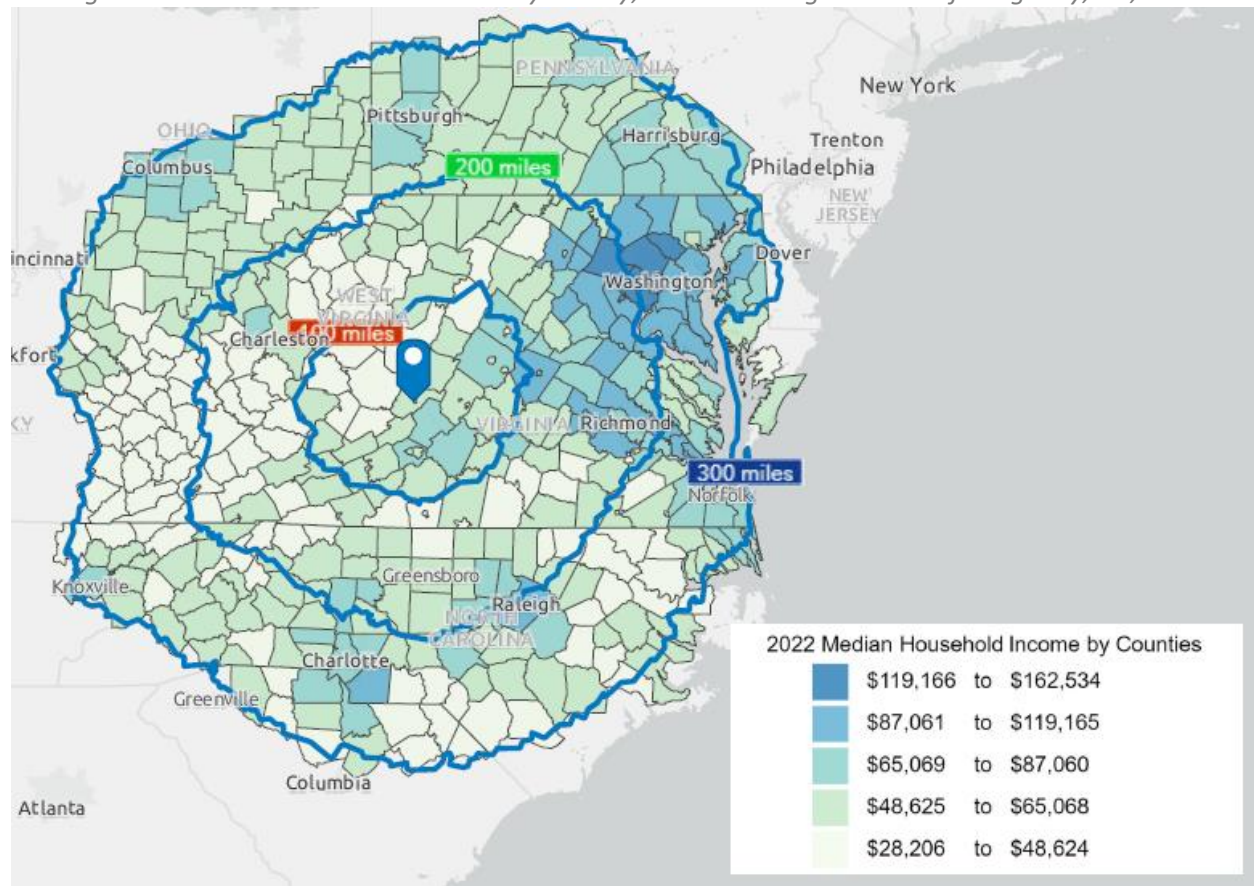 New York
PENNSYLVANIA
Pittsburgh
OHIO
Harrisburg
Trenton
Columbus
200 miles
Philadelphia
NEW
JERSEY
incinnati
Dover
Washington
WEST
VIRGINIA
100 miles
Charleston
kfort
KY
VIRGINIA
Richmond
300 miles
Norfolk
Greensboro
Knoxville
Raleigh
NORTH
CAROLINA
Charlotte
Greenville
Columbia
Atlanta
2022 Median Household Income by Counties
$119,166 to $162,534
$87,061 to $119,165
$65,069 to $87,060
$48,625 to $65,068
$28,206 to $48,624